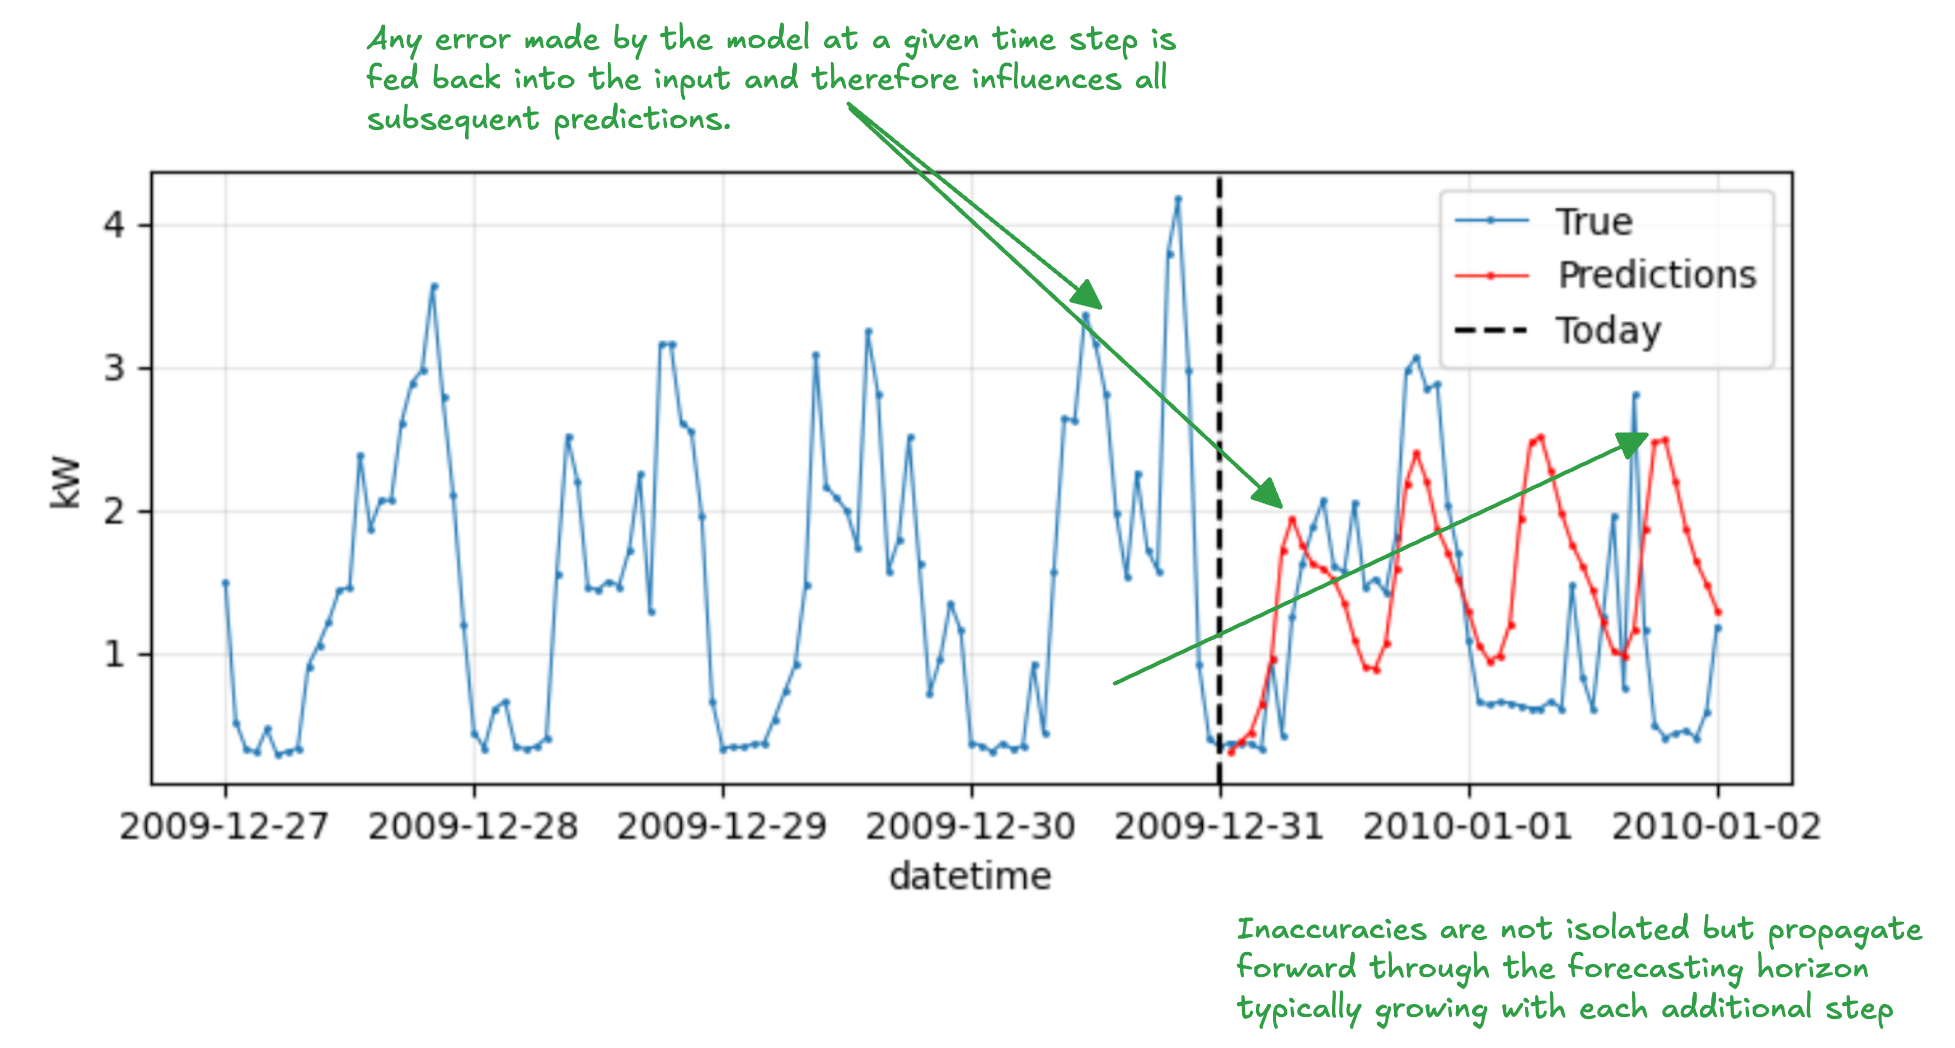 Any error made by the model at a given time step is
fed back into the input and therefore influences all
subsequent predictions.
True
Predictions
Today
4
3
2
1
kW
2009-12-27
2009-12-28
2009-12-29
2009-12-30
2009-12-31
2010-01-01
2010-01-02
datetime
Inaccuracies are not isolated but propagate
forward through the forecasting horizon
typically growing with each additional step